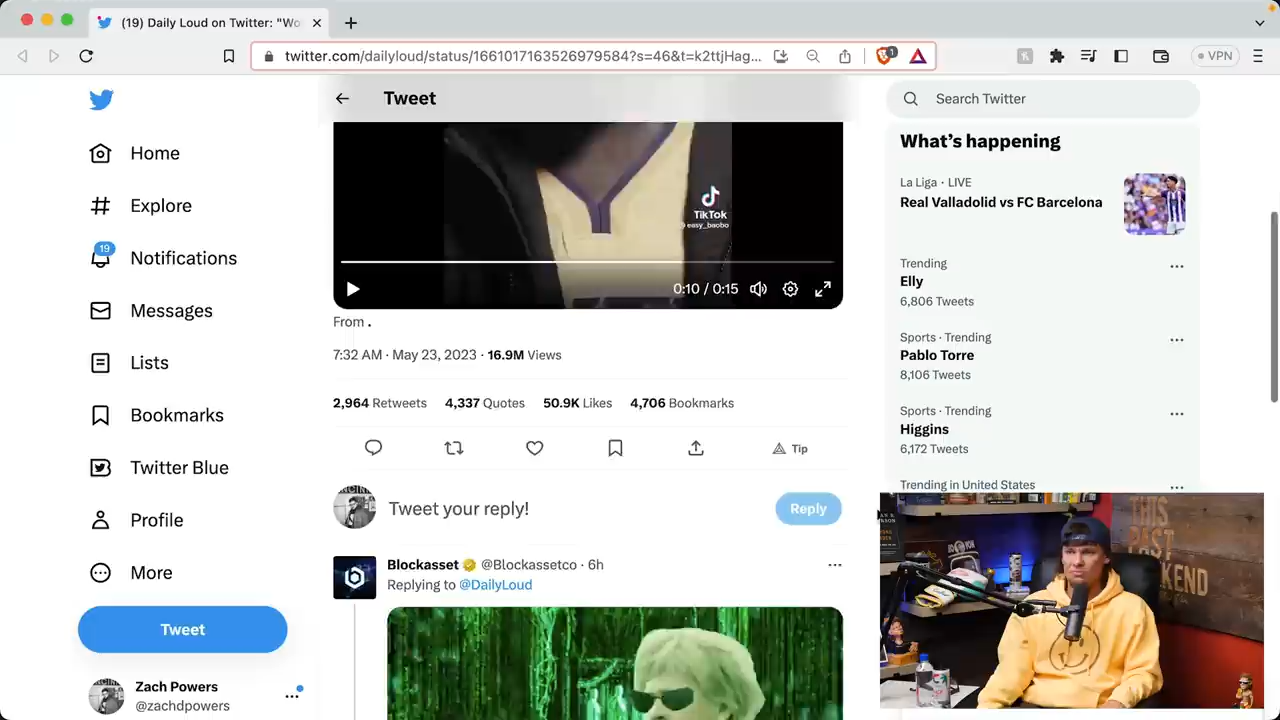 (19) Daily Loud on Twitter: "Wo
twitter.com/dailyloud/status/1661017163526979584?s=46&t=k2ttjHag...
1
VPN
Home
Explore
19
Notifications
Messages
Lists
Bookmarks
Twitter Blue
Profile
More
Tweet
Zach Powers
@zachdpowers
Tweet
TikTok
@easy_baobo
0:10 / 0:15
From .
7:32 AM · May 23, 2023 · 16.9M Views
2,964 Retweets 4,337 Quotes 50.9K Likes 4,706 Bookmarks
Tip
Tweet your reply!
Reply
Blockasset @Blockassetco · 6h
Replying to @DailyLoud
Search Twitter
What's happening
La Liga · LIVE
Real Valladolid vs FC Barcelona
Trending
Elly
6,806 Tweets
Sports · Trending
Pablo Torre
8,106 Tweets
Sports · Trending
Higgins
6,172 Tweets
Trending in United States
THIS
PAST
WEEKEND